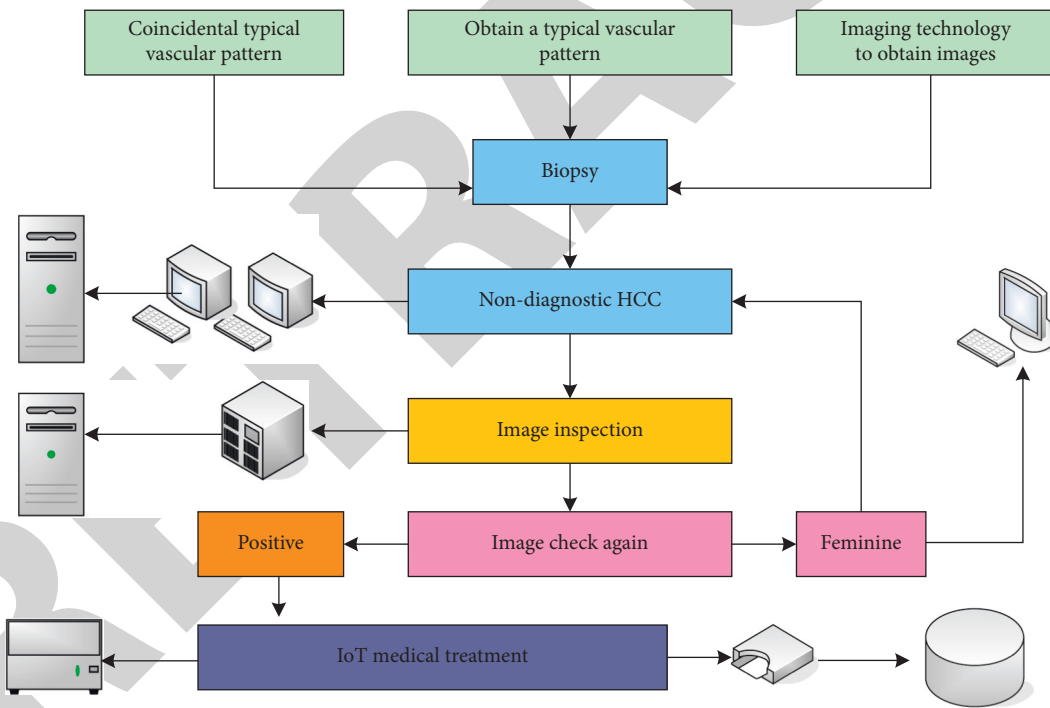 Coincidental typical
vascular pattern
Obtain a typical vascular
pattern
Imaging technology
to obtain images
Biopsy
Non-diagnostic HCC
Image inspection
Positive
Image check again
Feminine
IoT medical treatment